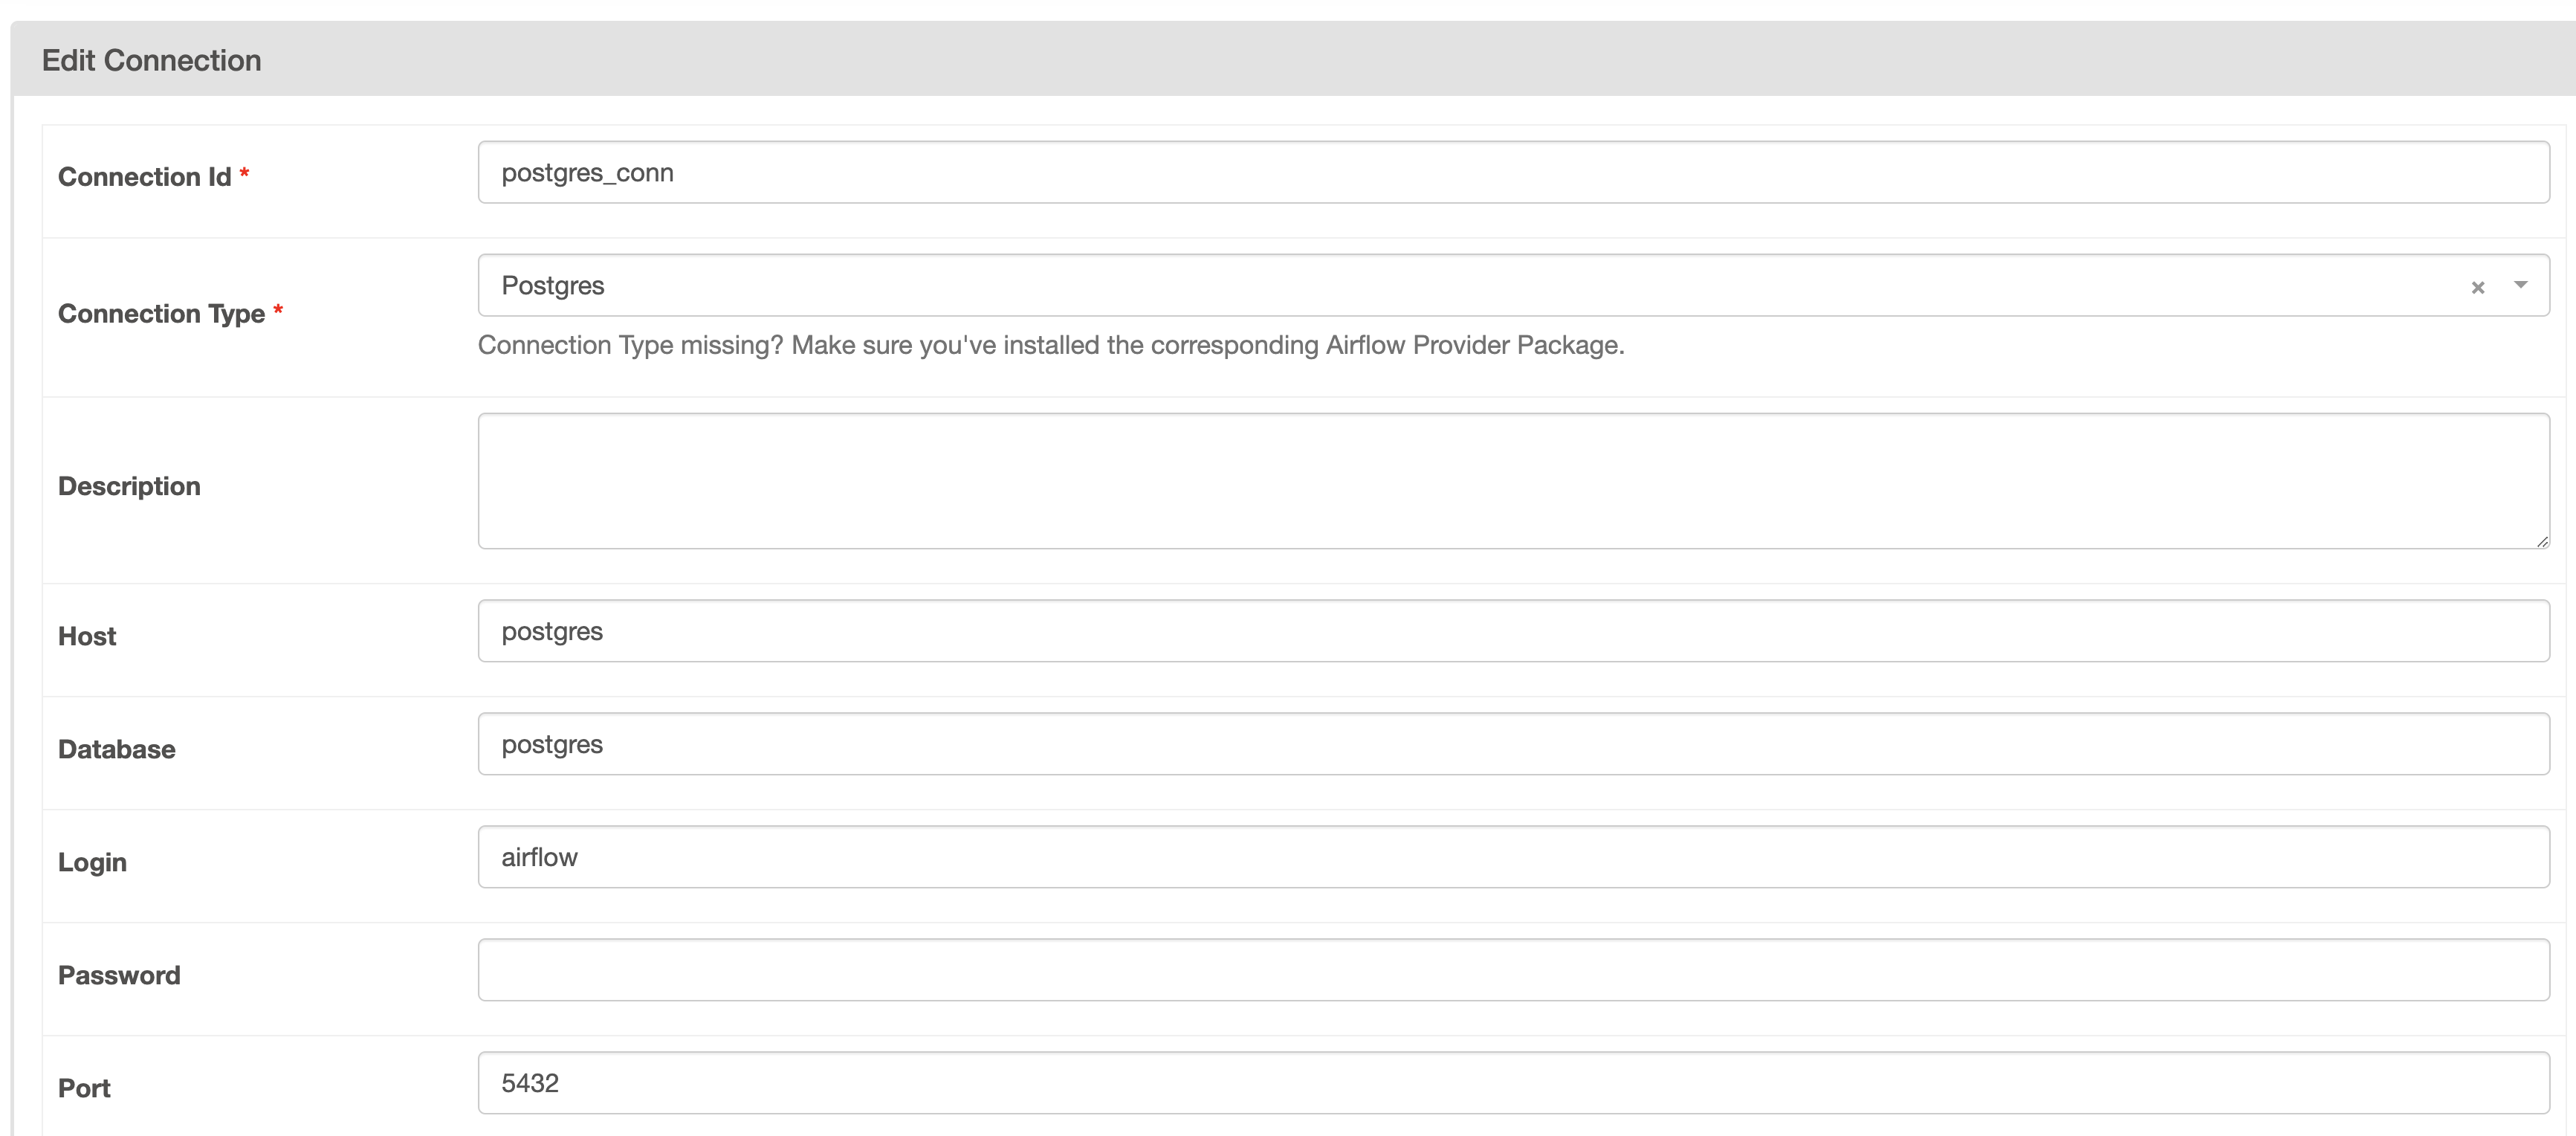 Edit Connection
Connection Id *
postgres_conn
Connection Type *
Postgres
× 
Connection Type missing? Make sure you've installed the corresponding Airflow Provider Package.
Description
Host
postgres
Database
postgres
Login
airflow
Password
Port
5432